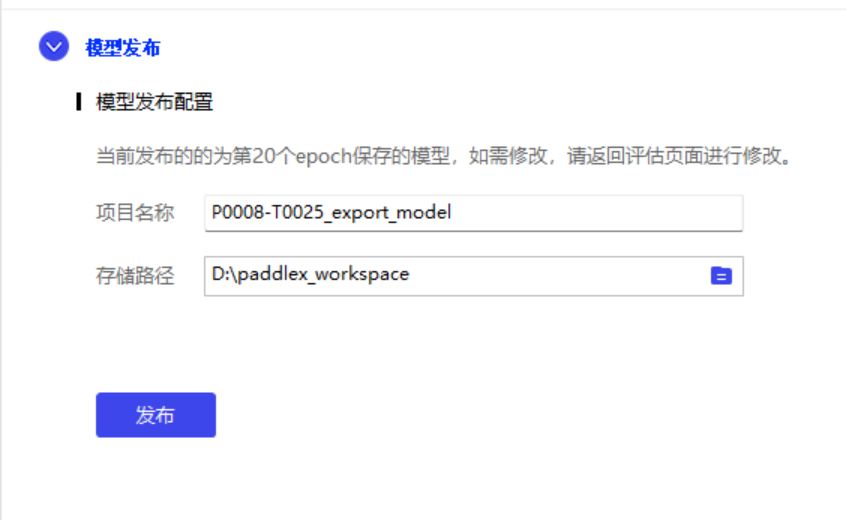 模型发布
模型发布配置
当前发布的的为第20个epoch保存的模型，如需修改，请返回评估页面进行修改。
项目名称 P0008-T0025_export_model
存储路径 D:\paddlex_workspace
发布